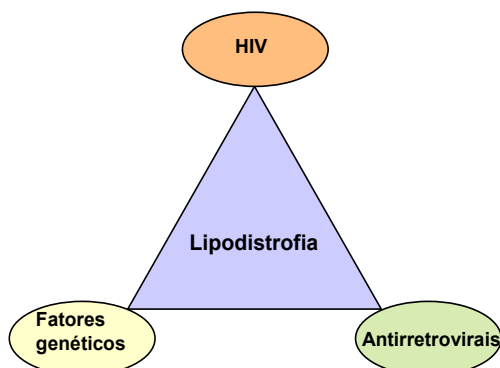 HIV
Lipodistrofia
Fatores
genéticos
Antirretrovirais